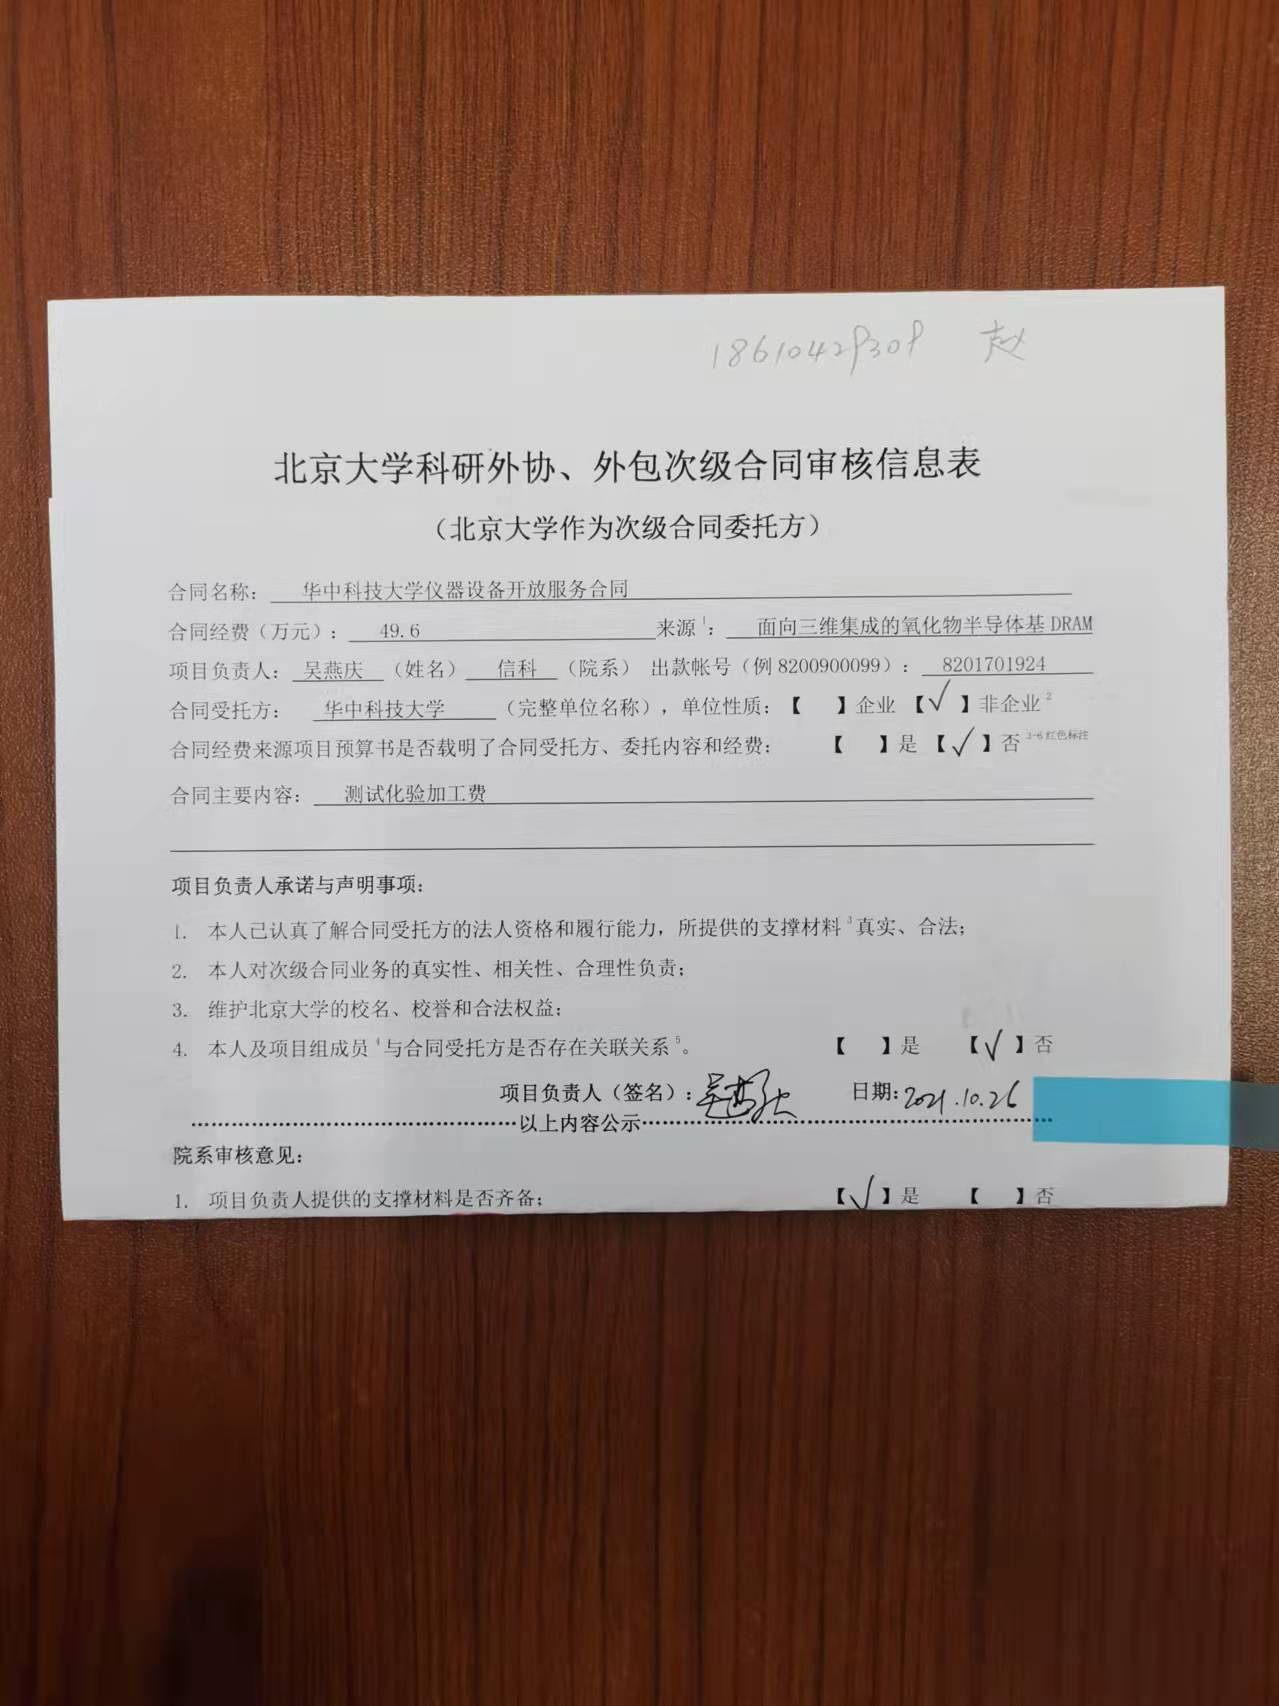 18610429309 赵
北京大学科研外协、外包次级合同审核信息表
（北京大学作为次级合同委托方）
合同名称： 华中科技大学仪器设备开放服务合同
合同经费（万元）： 49.6 来源1： 面向三维集成的氧化物半导体基DRAM
项目负责人： 吴燕庆 （姓名） 信科 （院系） 出款帐号（例8200900099）： 8201701924
合同受托方： 华中科技大学 （完整单位名称），单位性质：【 】企业 【√】非企业2
合同经费来源项目预算书是否载明了合同受托方、委托内容和经费： 【 】是 【√】否 3-6红色标注
合同主要内容： 测试化验加工费
项目负责人承诺与声明事项：
1. 本人已认真了解合同受托方的法人资格和履行能力，所提供的支撑材料3真实、合法；
2. 本人对次级合同业务的真实性、相关性、合理性负责；
3. 维护北京大学的校名、校誉和合法权益；
4. 本人及项目组成员4与合同受托方是否存在关联关系5。 【 】是 【√】否
项目负责人（签名）：吴燕庆 日期：2021.10.26
以上内容公示
院系审核意见：
1. 项目负责人提供的支撑材料是否齐备； 【√】是 【 】否